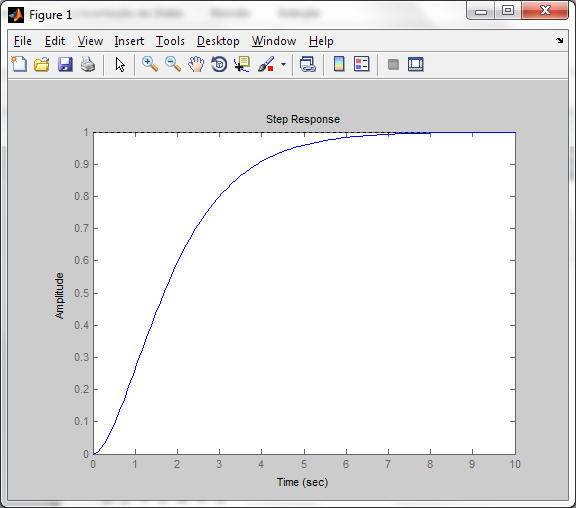 Figure 1
File Edit View Insert Tools Desktop Window Help
Step Response
1
0.9
0.8
0.7
0.6
0.5
0.4
0.3
0.2
0.1
0
Amplitude
0 1 2 3 4 5 6 7 8 9 10
Time (sec)